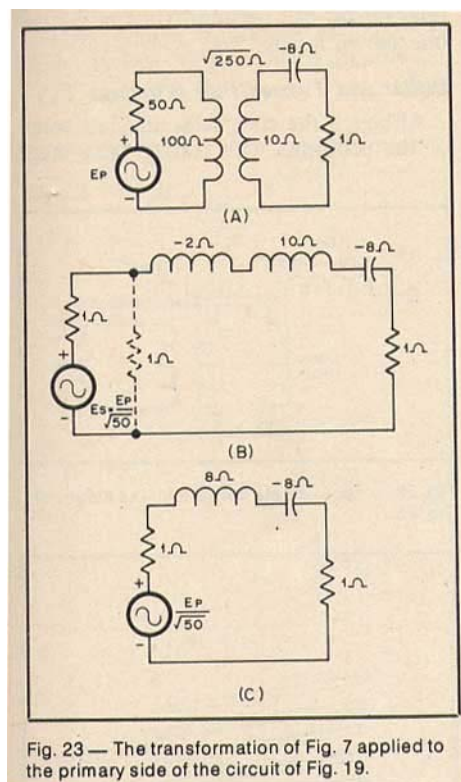 √250Ω
-8Ω
50Ω
100Ω
10Ω
1Ω
+
EP
-
(A)
-2Ω
10Ω
-8Ω
1Ω
1Ω
1Ω
+
ES=EP/√50
-
(B)
8Ω
-8Ω
1Ω
1Ω
+
EP/√50
-
(C)
Fig. 23 — The transformation of Fig. 7 applied to
the primary side of the circuit of Fig. 19.